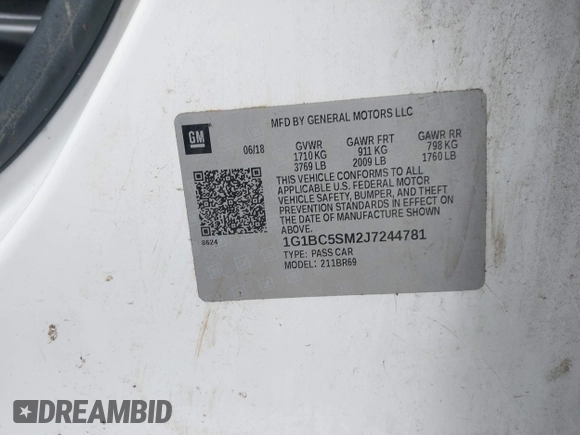 MFD BY GENERAL MOTORS LLC
GM
06/18 GVWR GAWR FRT GAWR RR
1710 KG 911 KG 798 KG
3769 LB 2009 LB 1760 LB
THIS VEHICLE CONFORMS TO ALL
APPLICABLE U.S. FEDERAL MOTOR
VEHICLE SAFETY, BUMPER, AND THEFT
PREVENTION STANDARDS IN EFFECT ON
THE DATE OF MANUFACTURE SHOWN
ABOVE.
8624
1G1BC5SM2J7244781
TYPE: PASS CAR
MODEL: 211BR69
DREAMBID